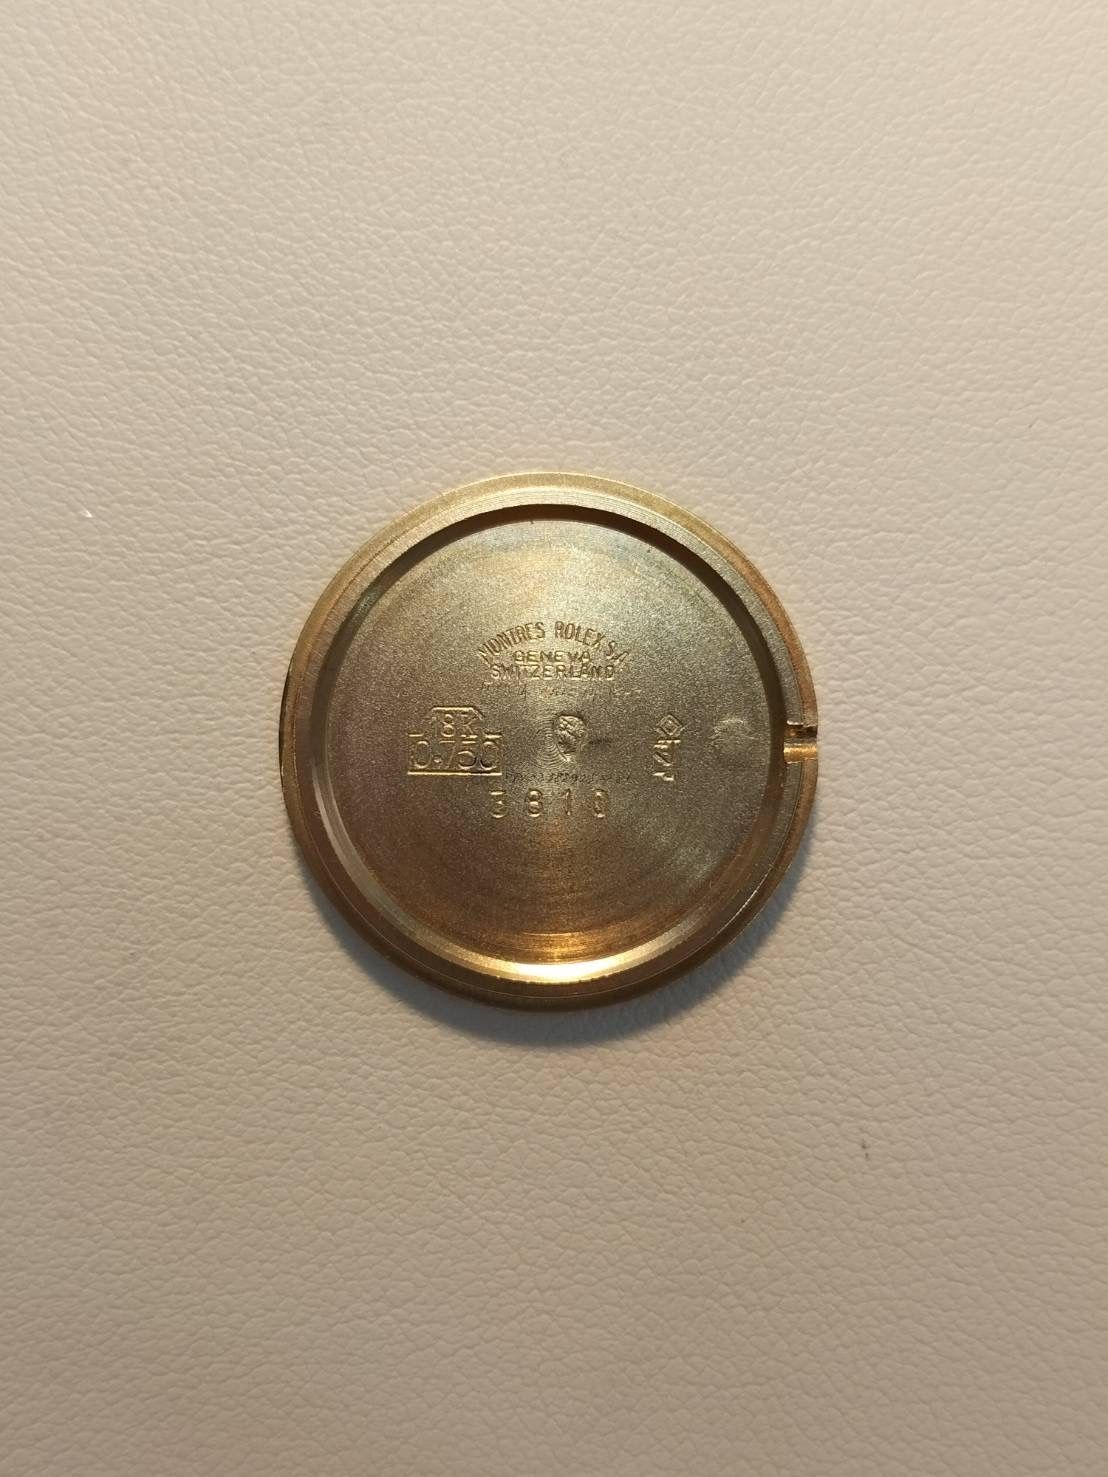 MONTRES ROLEX S.A.
GENEVA
SWITZERLAND
18K
0.750
3810